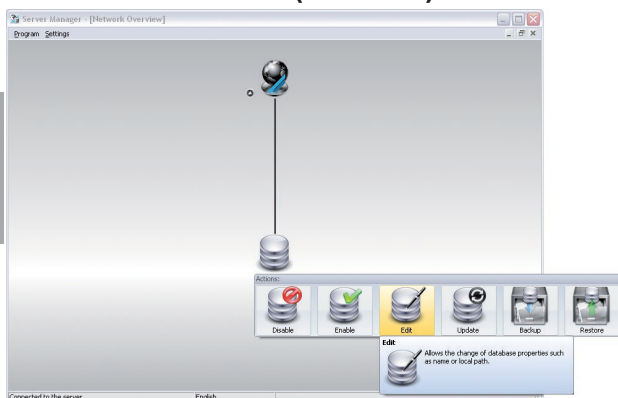 Server Manager - [Network Overview]
Program Settings
Actions:
Disable Enable Edit Update Backup Restore
Edit
Allows the change of database properties such
as name or local path.
Connected to the server English